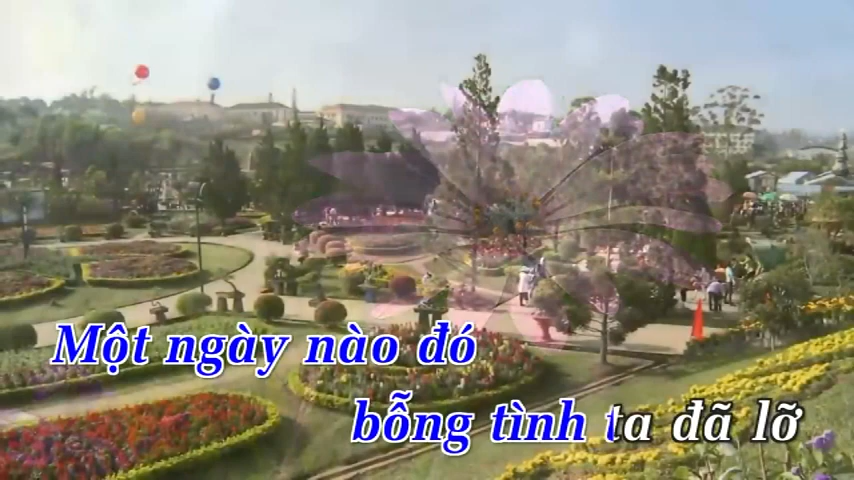 Một ngày nào đó
bỗng tình ta đã lỡ